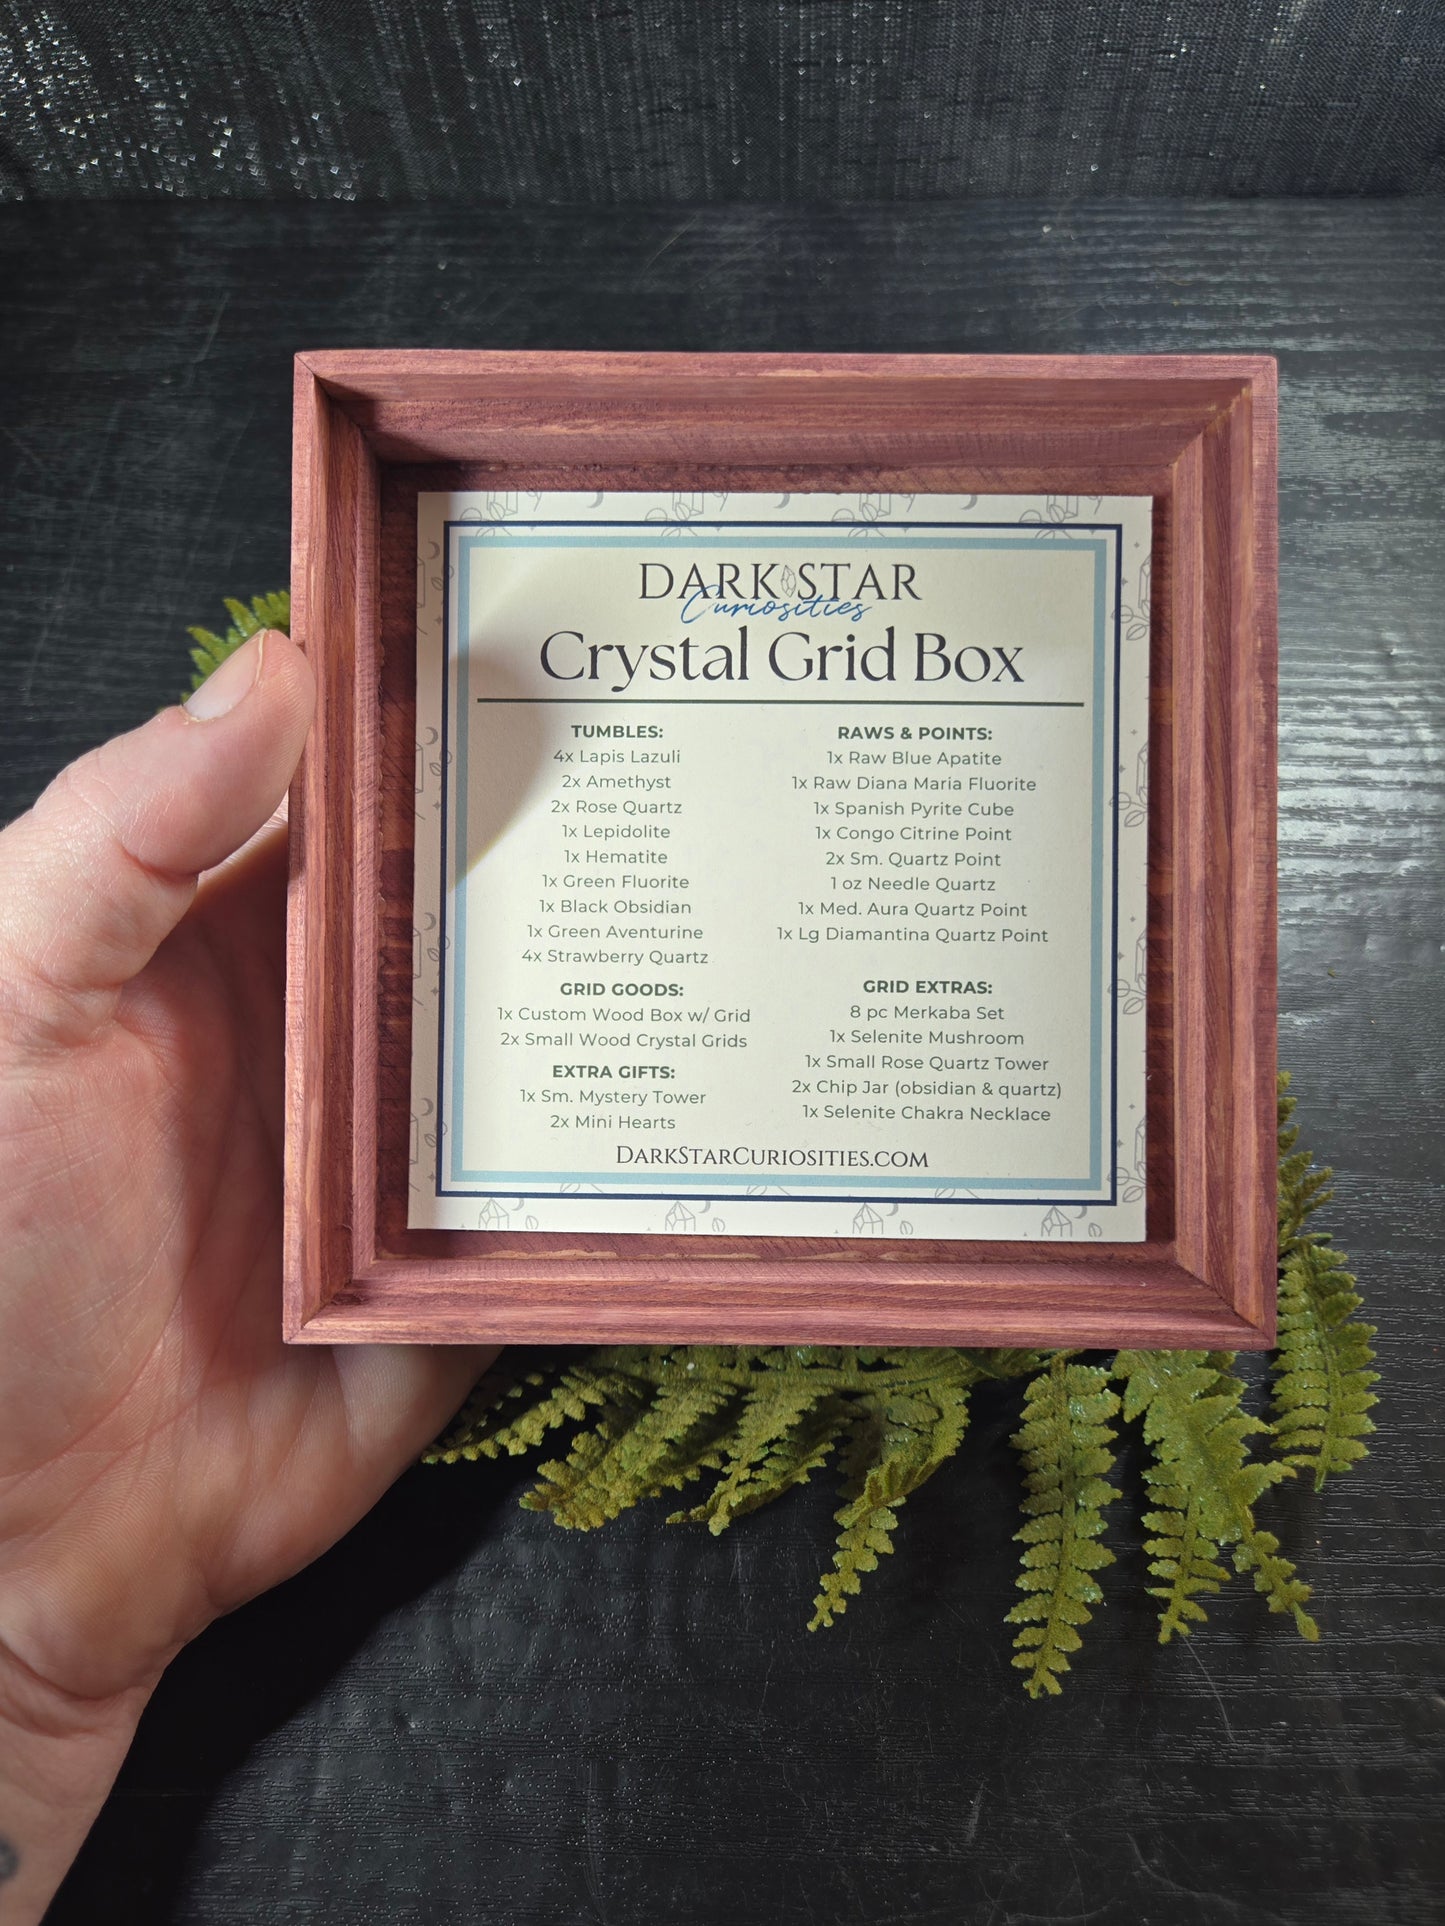 DARK STAR
Curiosities
Crystal Grid Box
TUMBLES:
4x Lapis Lazuli
2x Amethyst
2x Rose Quartz
1x Lepidolite
1x Hematite
1x Green Fluorite
1x Black Obsidian
1x Green Aventurine
4x Strawberry Quartz
GRID GOODS:
1x Custom Wood Box w/ Grid
2x Small Wood Crystal Grids
EXTRA GIFTS:
1x Sm. Mystery Tower
2x Mini Hearts
RAWS & POINTS:
1x Raw Blue Apatite
1x Raw Diana Maria Fluorite
1x Spanish Pyrite Cube
1x Congo Citrine Point
2x Sm. Quartz Point
1 oz Needle Quartz
1x Med. Aura Quartz Point
1x Lg Diamantina Quartz Point
GRID EXTRAS:
8 pc Merkaba Set
1x Selenite Mushroom
1x Small Rose Quartz Tower
2x Chip Jar (obsidian & quartz)
1x Selenite Chakra Necklace
DARKSTARCURIOSITIES.COM